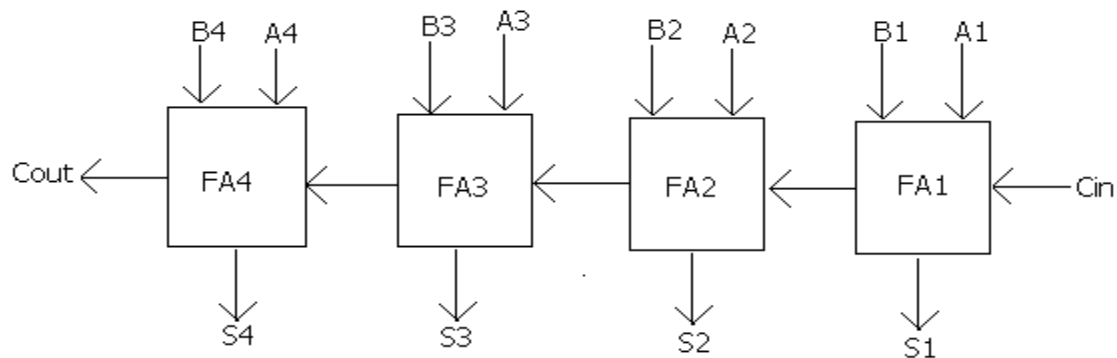 B4 A4 B3 A3 B2 A2 B1 A1
Cout FA4 FA3 FA2 FA1 Cin
S4 S3 S2 S1